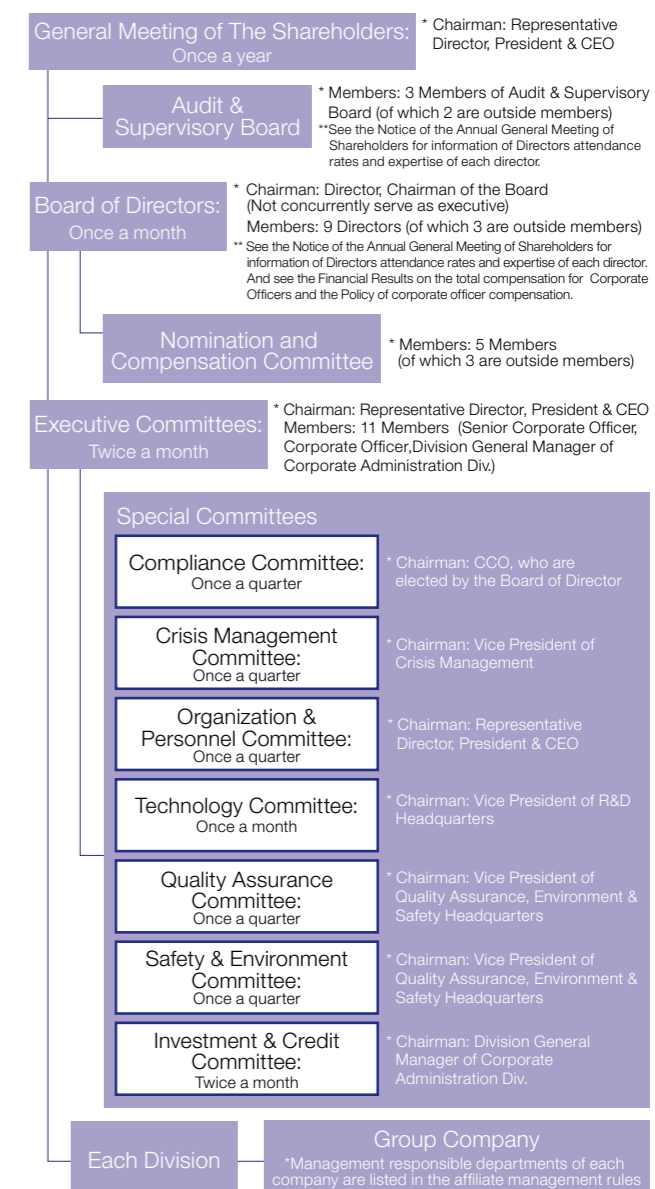 General Meeting of The Shareholders:
Once a year
* Chairman: Representative
Director, President & CEO
Audit &
Supervisory Board
* Members: 3 Members of Audit & Supervisory
Board (of which 2 are outside members)
**See the Notice of the Annual General Meeting of
Shareholders for information of Directors attendance
rates and expertise of each director.
Board of Directors:
Once a month
* Chairman: Director, Chairman of the Board
(Not concurrently serve as executive)
Members: 9 Directors (of which 3 are outside members)
** See the Notice of the Annual General Meeting of Shareholders for
information of Directors attendance rates and expertise of each director.
And see the Financial Results on the total compensation for Corporate
Officers and the Policy of corporate officer compensation.
Nomination and
Compensation Committee
* Members: 5 Members
(of which 3 are outside members)
Executive Committees:
Twice a month
* Chairman: Representative Director, President & CEO
Members: 11 Members (Senior Corporate Officer,
Corporate Officer,Division General Manager of
Corporate Administration Div.)
Special Committees
Compliance Committee:
Once a quarter
* Chairman: CCO, who are
elected by the Board of Director
Crisis Management
Committee:
Once a quarter
* Chairman: Vice President of
Crisis Management
Organization &
Personnel Committee:
Once a quarter
* Chairman: Representative
Director, President & CEO
Technology Committee:
Once a month
* Chairman: Vice President of R&D
Headquarters
Quality Assurance
Committee:
Once a quarter
* Chairman: Vice President of
Quality Assurance, Environment &
Safety Headquarters
Safety & Environment
Committee:
Once a quarter
* Chairman: Vice President of
Quality Assurance, Environment &
Safety Headquarters
Investment & Credit
Committee:
Twice a month
* Chairman: Division General
Manager of Corporate
Administration Div.
Each Division
Group Company
*Management responsible departments of each
company are listed in the affiliate management rules